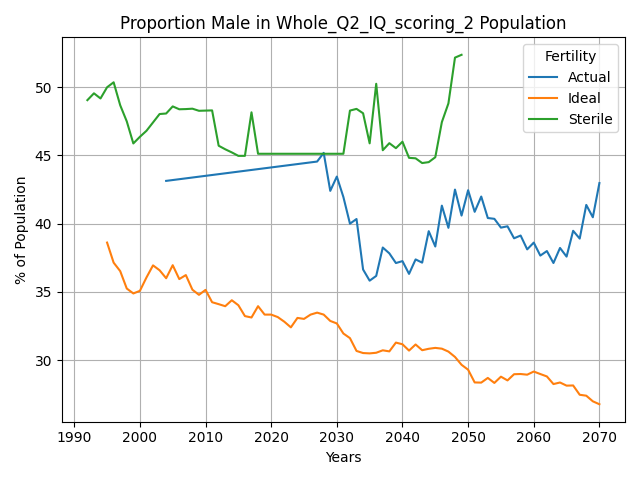 Proportion Male in Whole_Q2_IQ_scoring_2 Population
Fertility
Actual
Ideal
Sterile
% of Population
50
45
40
35
30
1990 2000 2010 2020 2030 2040 2050 2060 2070
Years